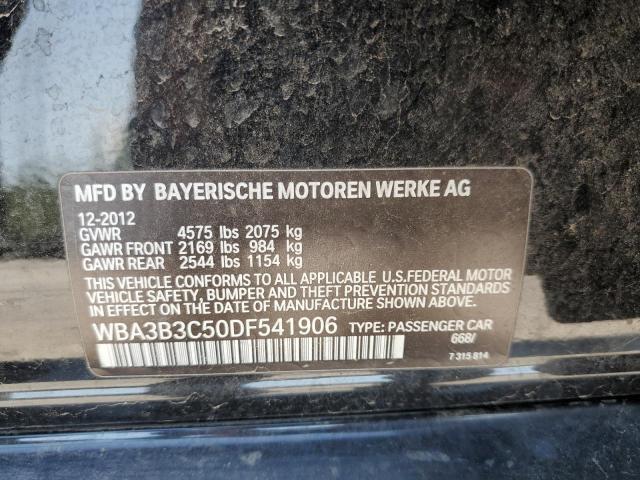 MFD BY BAYERISCHE MOTOREN WERKE AG
12-2012
GVWR 4575 lbs 2075 kg
GAWR FRONT 2169 lbs 984 kg
GAWR REAR 2544 lbs 1154 kg
THIS VEHICLE CONFORMS TO ALL APPLICABLE U.S.FEDERAL MOTOR
VEHICLE SAFETY, BUMPER AND THEFT PREVENTION STANDARDS
IN EFFECT ON THE DATE OF MANUFACTURE SHOWN ABOVE.
WBA3B3C50DF541906 TYPE: PASSENGER CAR
668/
7 315 814